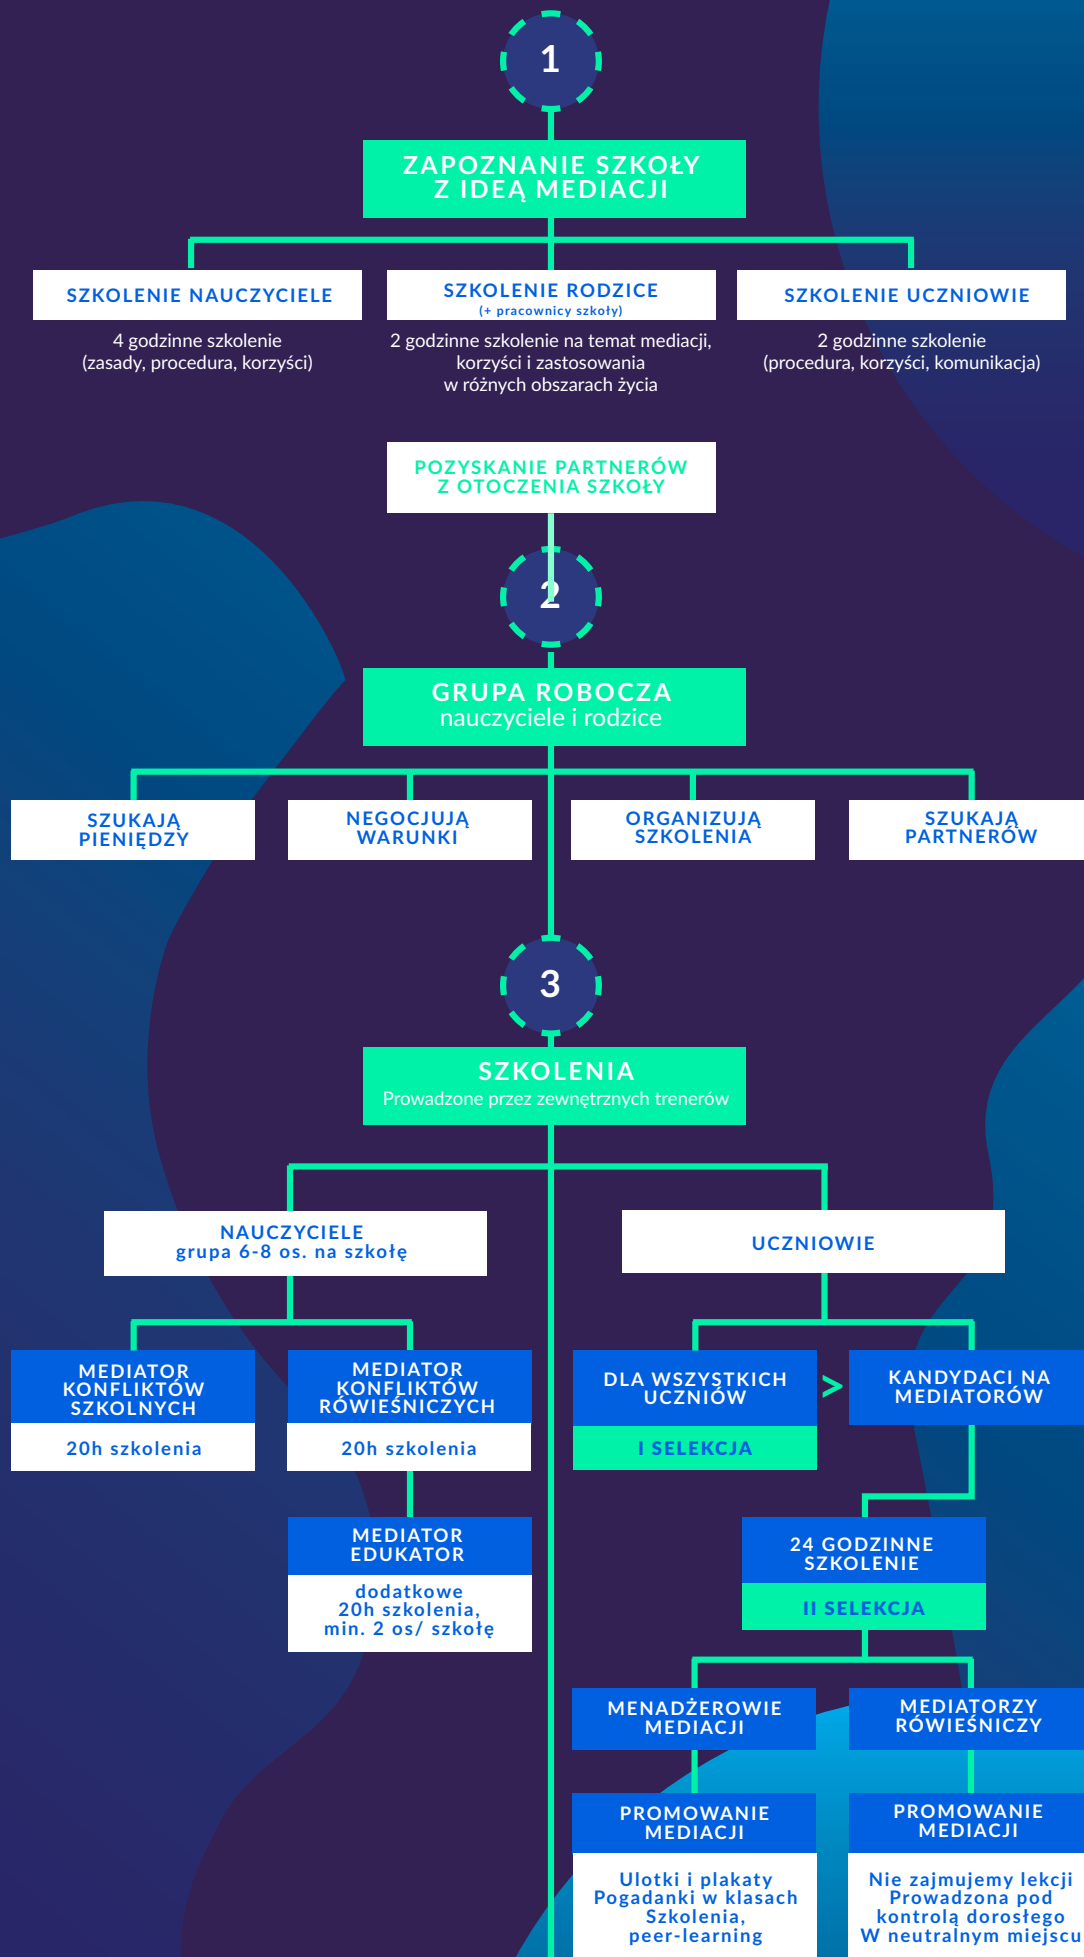 1
ZAPOZNANIE SZKOŁY
Z IDEĄ MEDIACJI
SZKOLENIE NAUCZYCIELE
4 godzinne szkolenie
(zasady, procedura, korzyści)
SZKOLENIE RODZICE
(+ pracownicy szkoły)
2 godzinne szkolenie na temat mediacji,
korzyści i zastosowania
w różnych obszarach życia
SZKOLENIE UCZNIOWIE
2 godzinne szkolenie
(procedura, korzyści, komunikacja)
POZYSKANIE PARTNERÓW
Z OTOCZENIA SZKOŁY
2
GRUPA ROBOCZA
nauczyciele i rodzice
SZUKAJĄ
PIENIĘDZY
NEGOCJUJĄ
WARUNKI
ORGANIZUJĄ
SZKOLENIA
SZUKAJĄ
PARTNERÓW
3
SZKOLENIA
Prowadzone przez zewnętrznych trenerów
NAUCZYCIELE
grupa 6-8 os. na szkołę
MEDIATOR
KONFLIKTÓW
SZKOLNYCH
20h szkolenia
MEDIATOR
KONFLIKTÓW
RÓWIEŚNICZYCH
20h szkolenia
MEDIATOR
EDUKATOR
dodatkowe
20h szkolenia,
min. 2 os/ szkołę
UCZNIOWIE
DLA WSZYSTKICH
UCZNIÓW
I SELEKCJA
>
KANDYDACI NA
MEDIATORÓW
24 GODZINNE
SZKOLENIE
II SELEKCJA
MENADŻEROWIE
MEDIACJI
PROMOWANIE
MEDIACJI
Ulotki i plakaty
Pogadanki w klasach
Szkolenia,
peer-learning
MEDIATORZY
RÓWIEŚNICZY
PROMOWANIE
MEDIACJI
Nie zajmujemy lekcji
Prowadzona pod
kontrolą dorosłego
W neutralnym miejscu